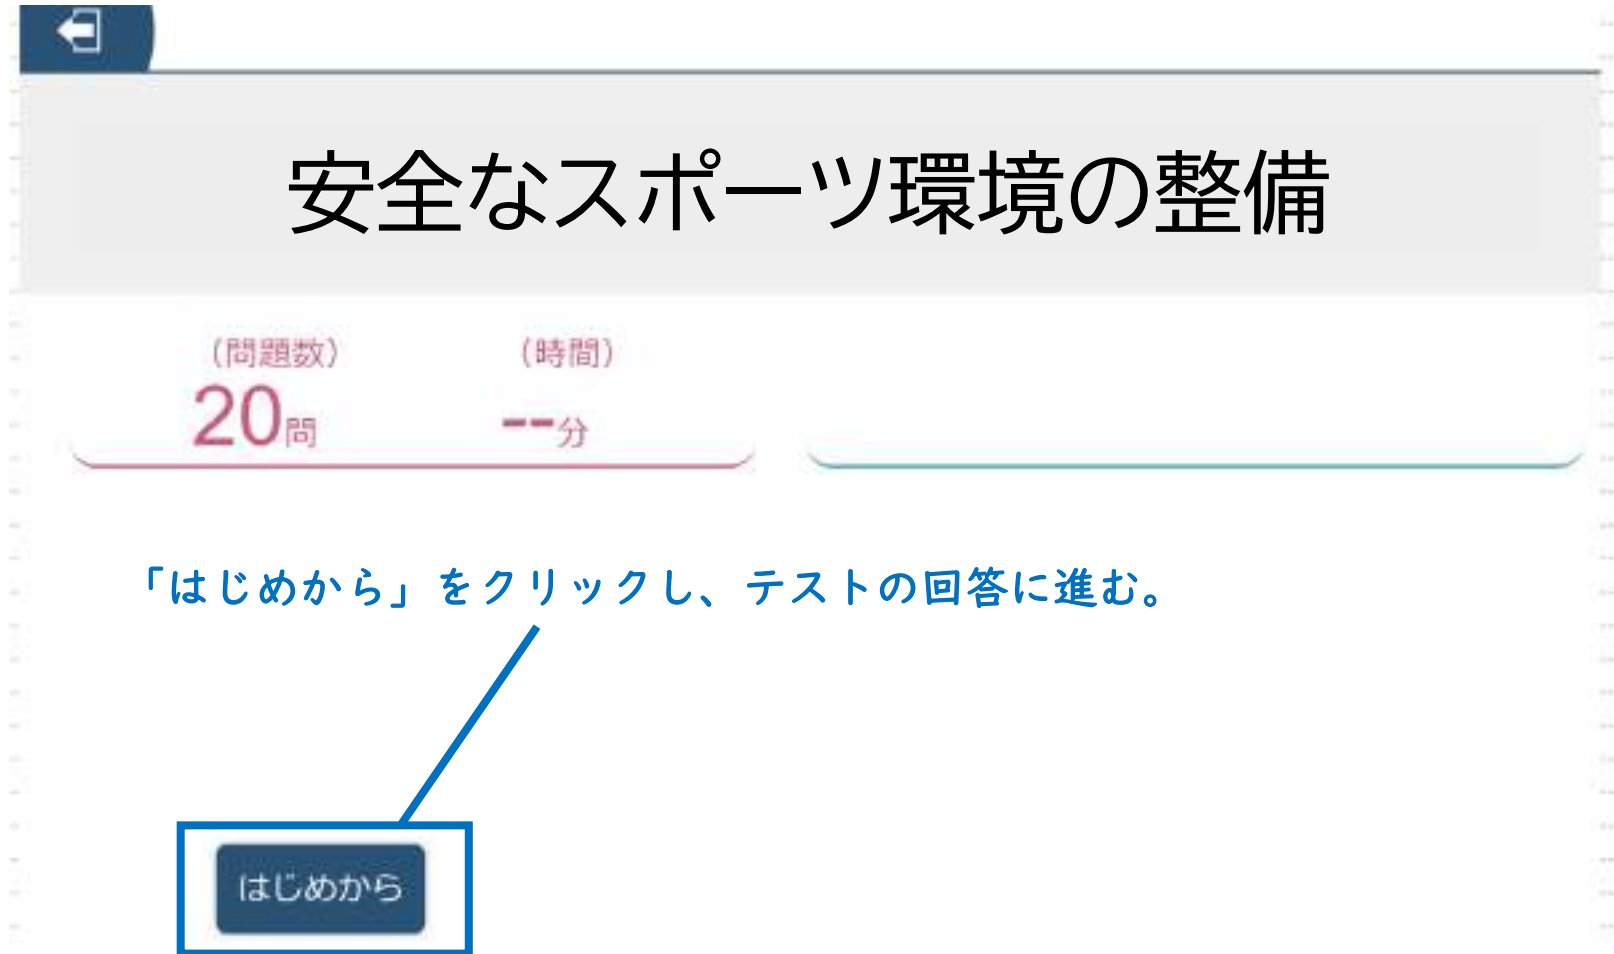 安全なスポーツ環境の整備
（問題数） （時間）
20問 --分
「はじめから」をクリックし、テストの回答に進む。
はじめから